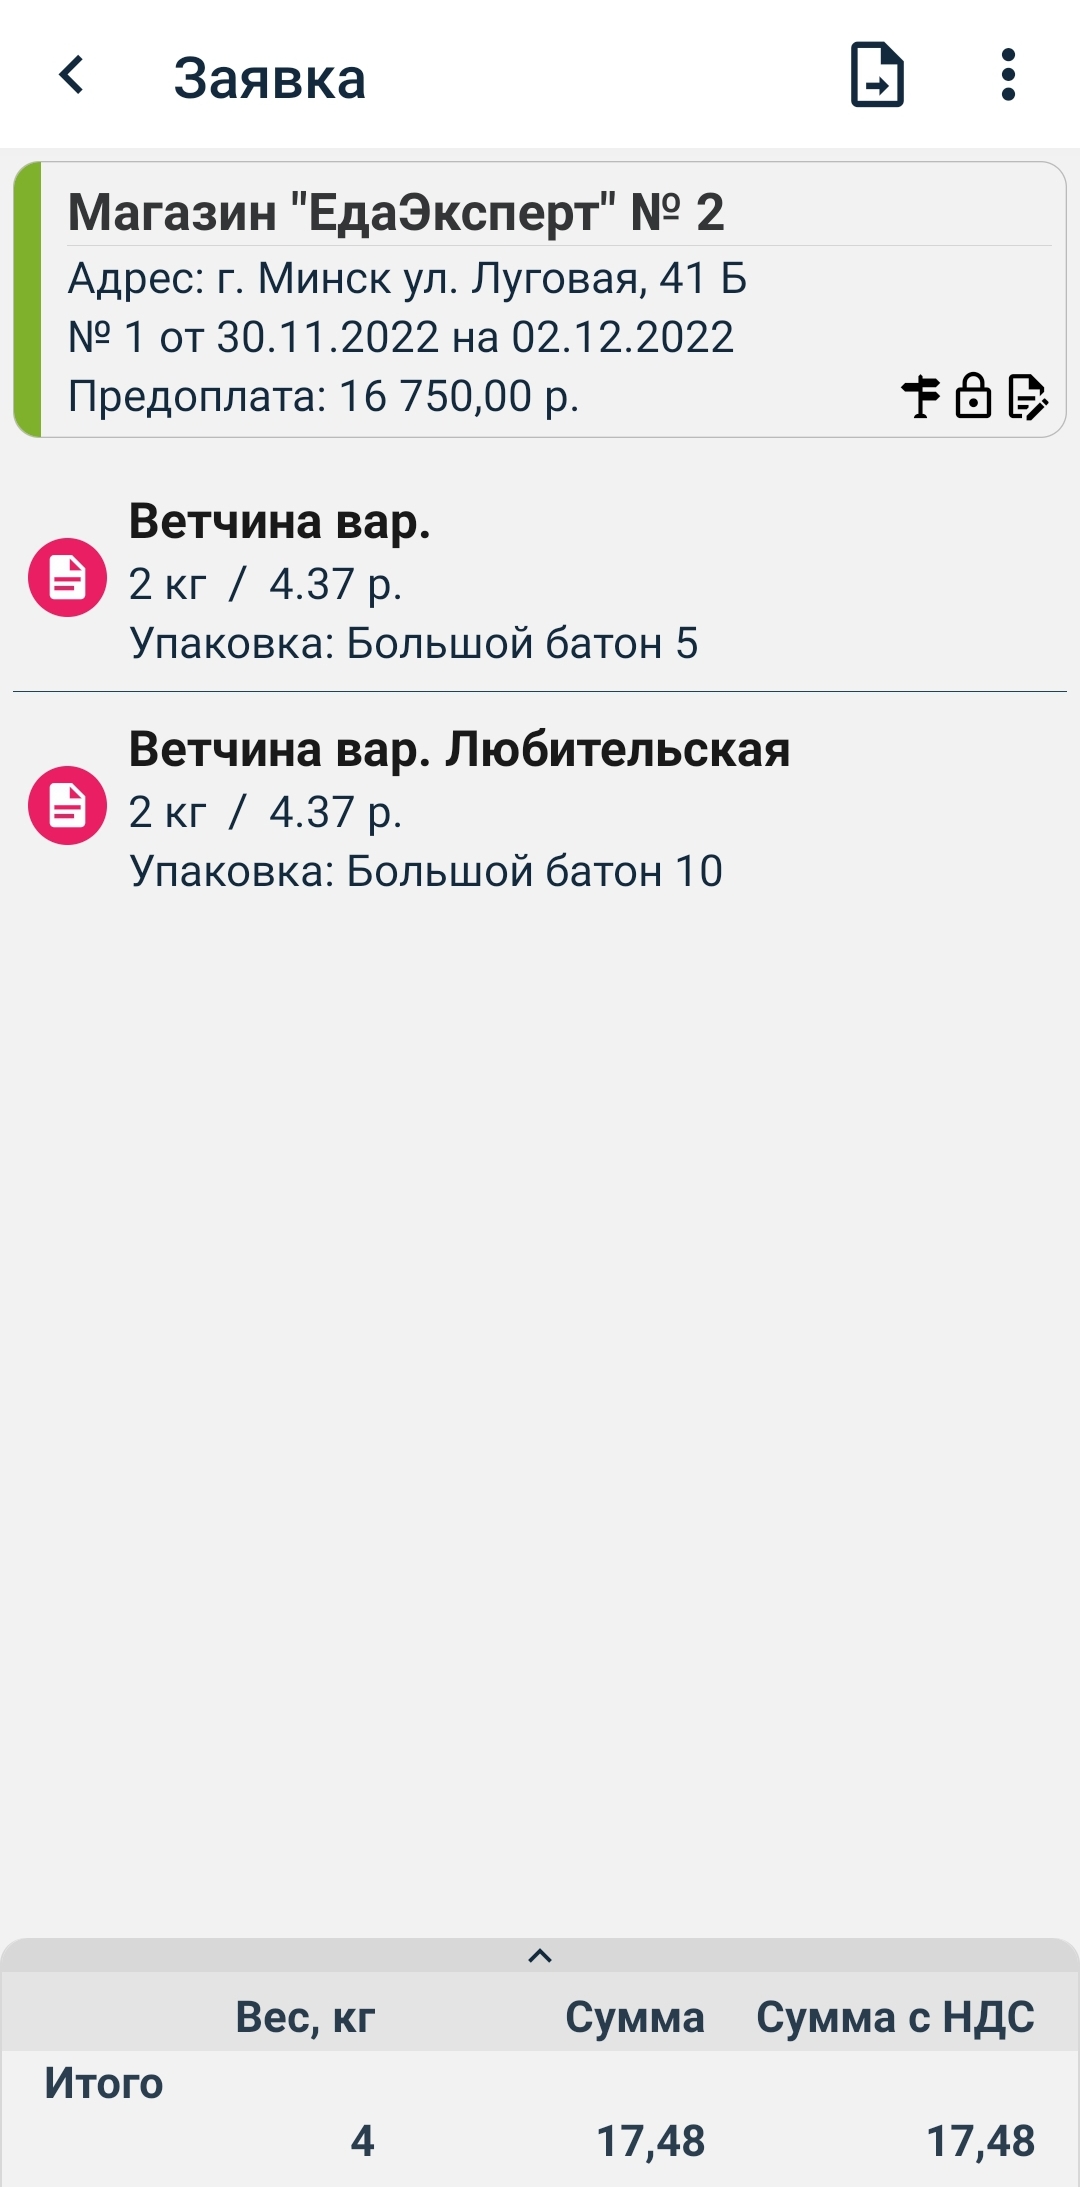 Заявка
Магазин "ЕдаЭксперт" № 2
Адрес: г. Минск ул. Луговая, 41 Б
№ 1 от 30.11.2022 на 02.12.2022
Предоплата: 16 750,00 р.
Ветчина вар.
2 кг / 4.37 р.
Упаковка: Большой батон 5
Ветчина вар. Любительская
2 кг / 4.37 р.
Упаковка: Большой батон 10
Вес, кг Сумма Сумма с НДС
Итого
4 17,48 17,48